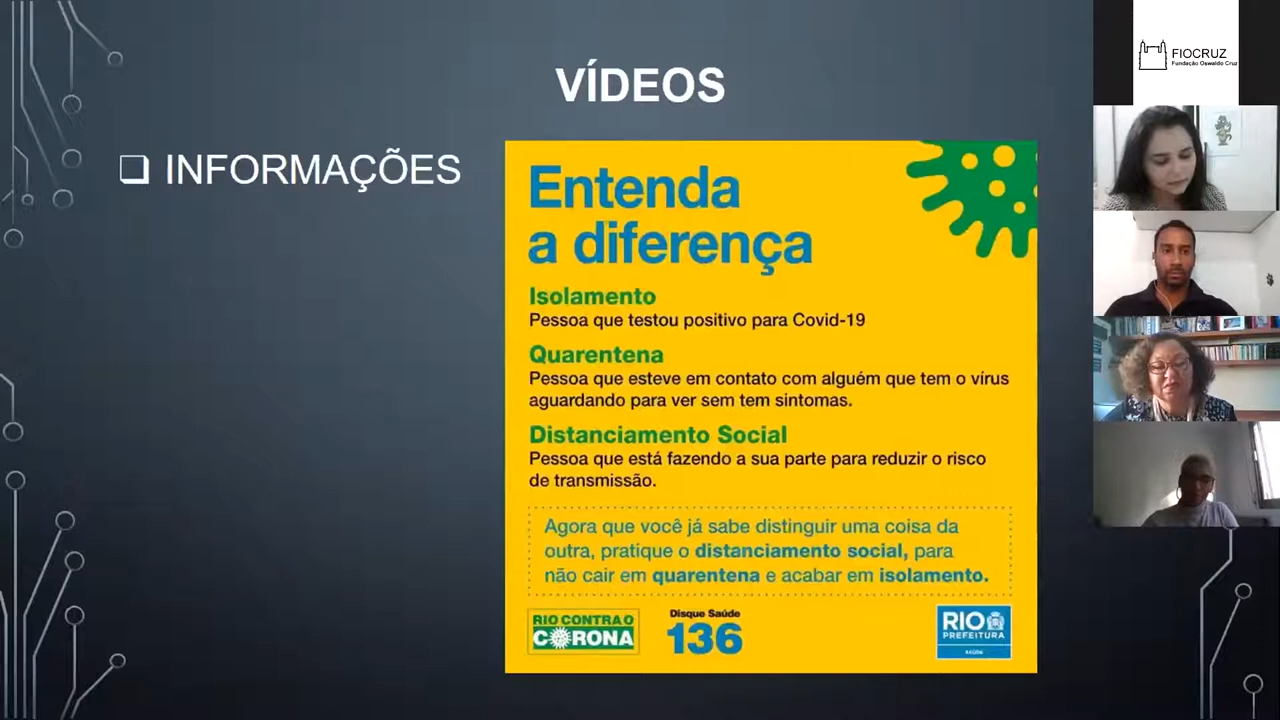 VÍDEOS
❑ INFORMAÇÕES
Entenda
a diferença
Isolamento
Pessoa que testou positivo para Covid-19
Quarentena
Pessoa que esteve em contato com alguém que tem o vírus
aguardando para ver sem tem sintomas.
Distanciamento Social
Pessoa que está fazendo a sua parte para reduzir o risco
de transmissão.
Agora que você já sabe distinguir uma coisa da
outra, pratique o distanciamento social, para
não cair em quarentena e acabar em isolamento.
RIO CONTRA O
CORONA
Disque Saúde
136
RIO
PREFEITURA
SAÚDE
FIOCRUZ
Fundação Oswaldo Cruz